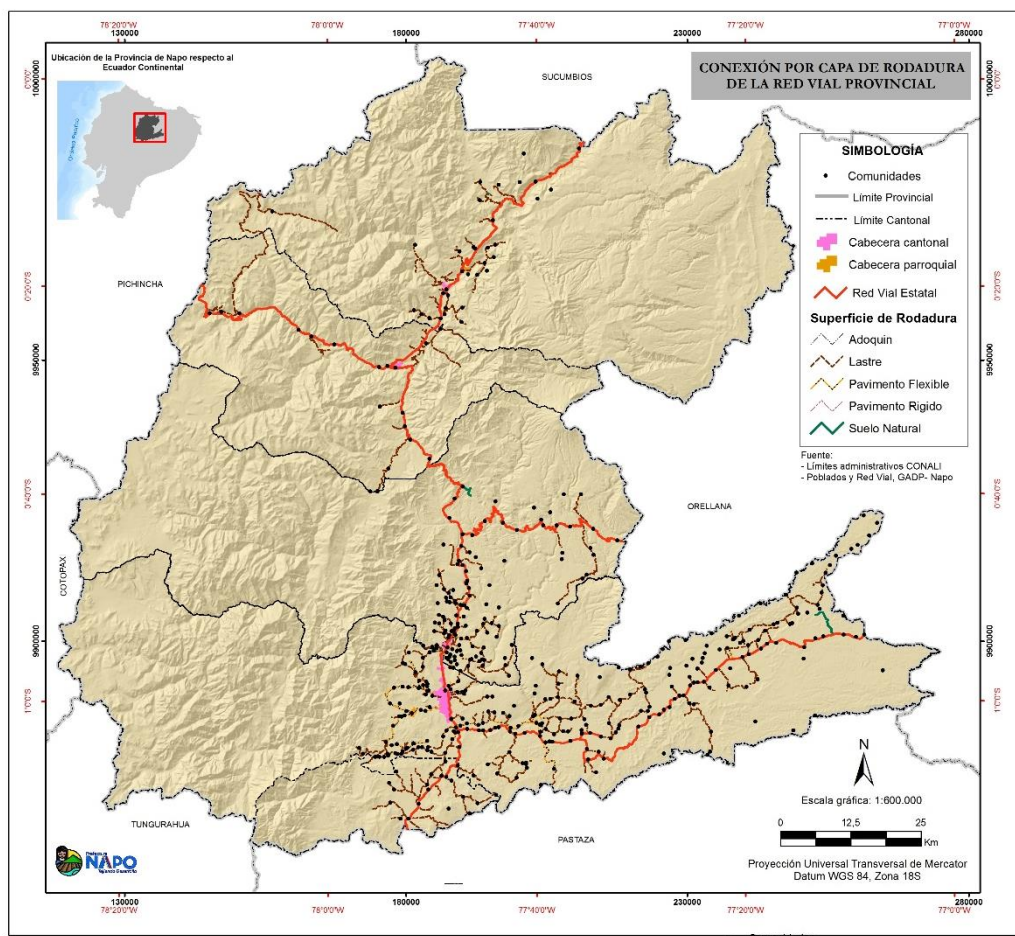 78°20'0"W
78°0'0"W
77°40'0"W
77°20'0"W
130000
180000
230000
280000
Ubicación de la Provincia de Napo respecto al
Ecuador Continental
CONEXIÓN POR CAPA DE RODADURA
DE LA RED VIAL PROVINCIAL
SIMBOLOGÍA
Comunidades
Límite Provincial
Límite Cantonal
Cabecera cantonal
Cabecera parroquial
Red Vial Estatal
Superficie de Rodadura
Adoquin
Lastre
Pavimento Flexible
Pavimento Rigido
Suelo Natural
Fuente:
- Límites administrativos CONALI
- Poblados y Red Vial, GADP- Napo
SUCUMBIOS
PICHINCHA
ORELLANA
COTOPAX
TUNGURAHUA
PASTAZA
10000000
0°0'0"
0°20'0"S
9950000
0°40'0"S
9900000
1°0'0"S
10000000
0°0'0"
0°20'0"S
9950000
0°40'0"S
9900000
1°0'0"S
N
Escala gráfica: 1:600.000
0 12,5 25
Km
Proyección Universal Transversal de Mercator
Datum WGS 84, Zona 18S
NAPO
130000
180000
230000
280000
78°20'0"W
78°0'0"W
77°40'0"W
77°20'0"W